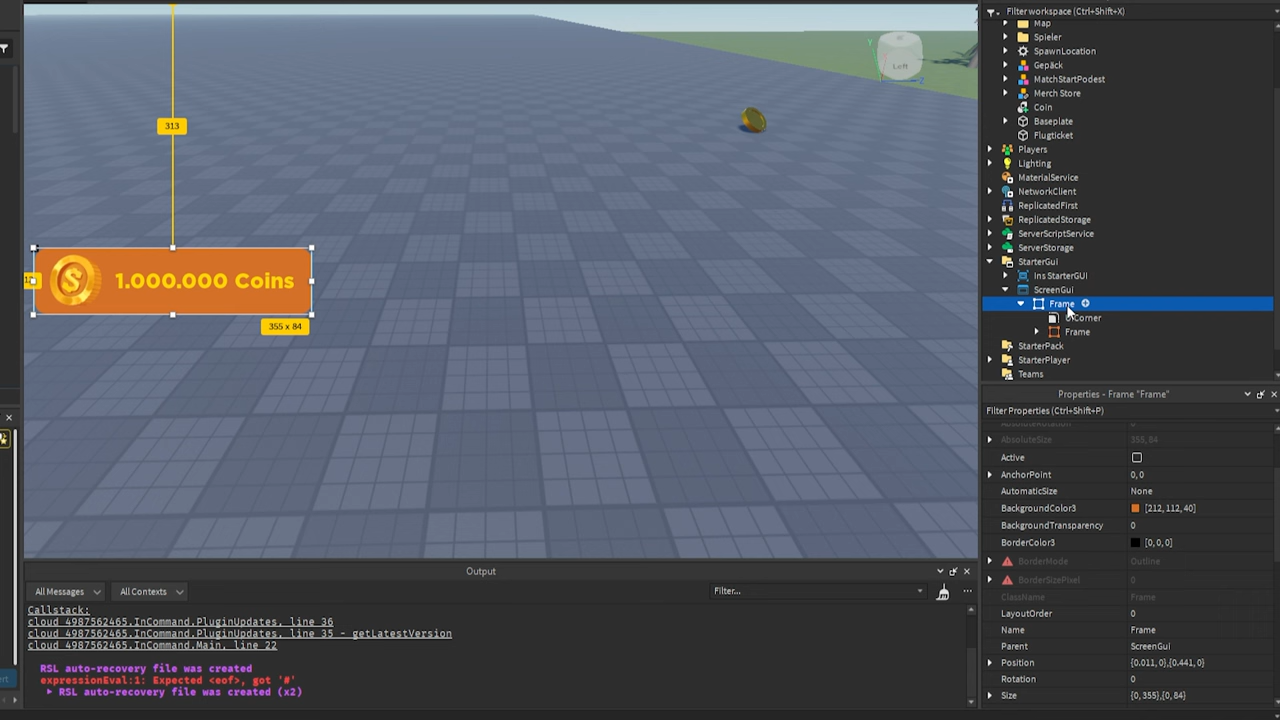 Filter workspace (Ctrl+Shift+X)
Map
Spieler
SpawnLocation
Gepäck
MatchStartPodest
Merch Store
Coin
Baseplate
Flugticket
Players
Lighting
MaterialService
NetworkClient
ReplicatedFirst
ReplicatedStorage
ServerScriptService
ServerStorage
StarterGui
Ins StarterGUI
ScreenGui
Frame
Corner
Frame
StarterPack
StarterPlayer
Teams
Left
313
S
1.000.000 Coins
355 x 84
Properties - Frame "Frame"
Filter Properties (Ctrl+Shift+P)
AbsoluteSize 355, 84
Active
AnchorPoint 0, 0
AutomaticSize None
BackgroundColor3 [212, 112, 40]
BackgroundTransparency 0
BorderColor3 [0, 0, 0]
BorderMode Outline
BorderSizePixel 0
ClassName Frame
LayoutOrder 0
Name Frame
Parent ScreenGui
Position {0.011, 0},{0.441, 0}
Rotation 0
Size {0, 355},{0, 84}
Output
All Messages
All Contexts
Filter...
Callstack:
cloud_4987562465.InCommand.PluginUpdates, line 36
cloud_4987562465.InCommand.PluginUpdates, line 35 - getLatestVersion
cloud_4987562465.InCommand.Main, line 22
RSL auto-recovery file was created
expressionEval:1: Expected <eof>, got '#'
RSL auto-recovery file was created (x2)